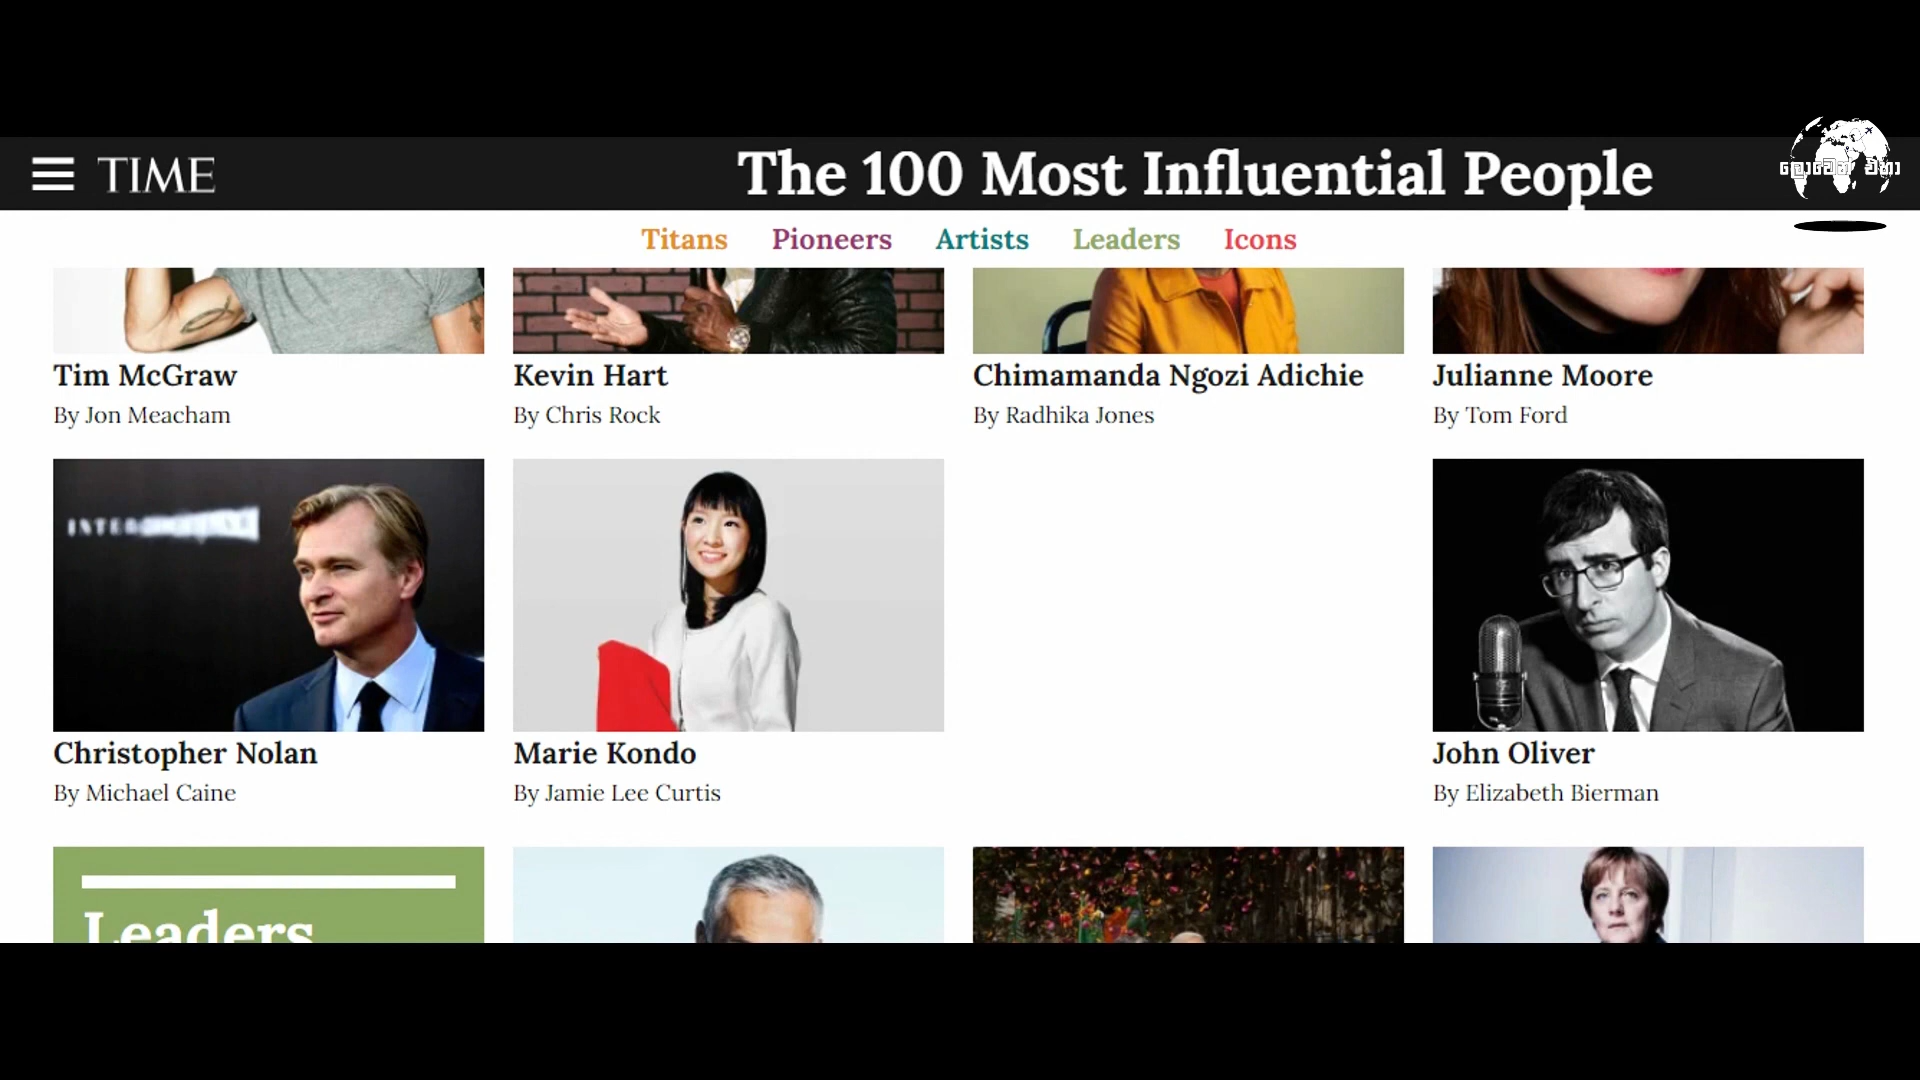 TIME
The 100 Most Influential People
ලොවෙන් එහා
Titans Pioneers Artists Leaders Icons
Tim McGraw
By Jon Meacham
Kevin Hart
By Chris Rock
Chimamanda Ngozi Adichie
By Radhika Jones
Julianne Moore
By Tom Ford
Christopher Nolan
By Michael Caine
Marie Kondo
By Jamie Lee Curtis
John Oliver
By Elizabeth Bierman
Leaders